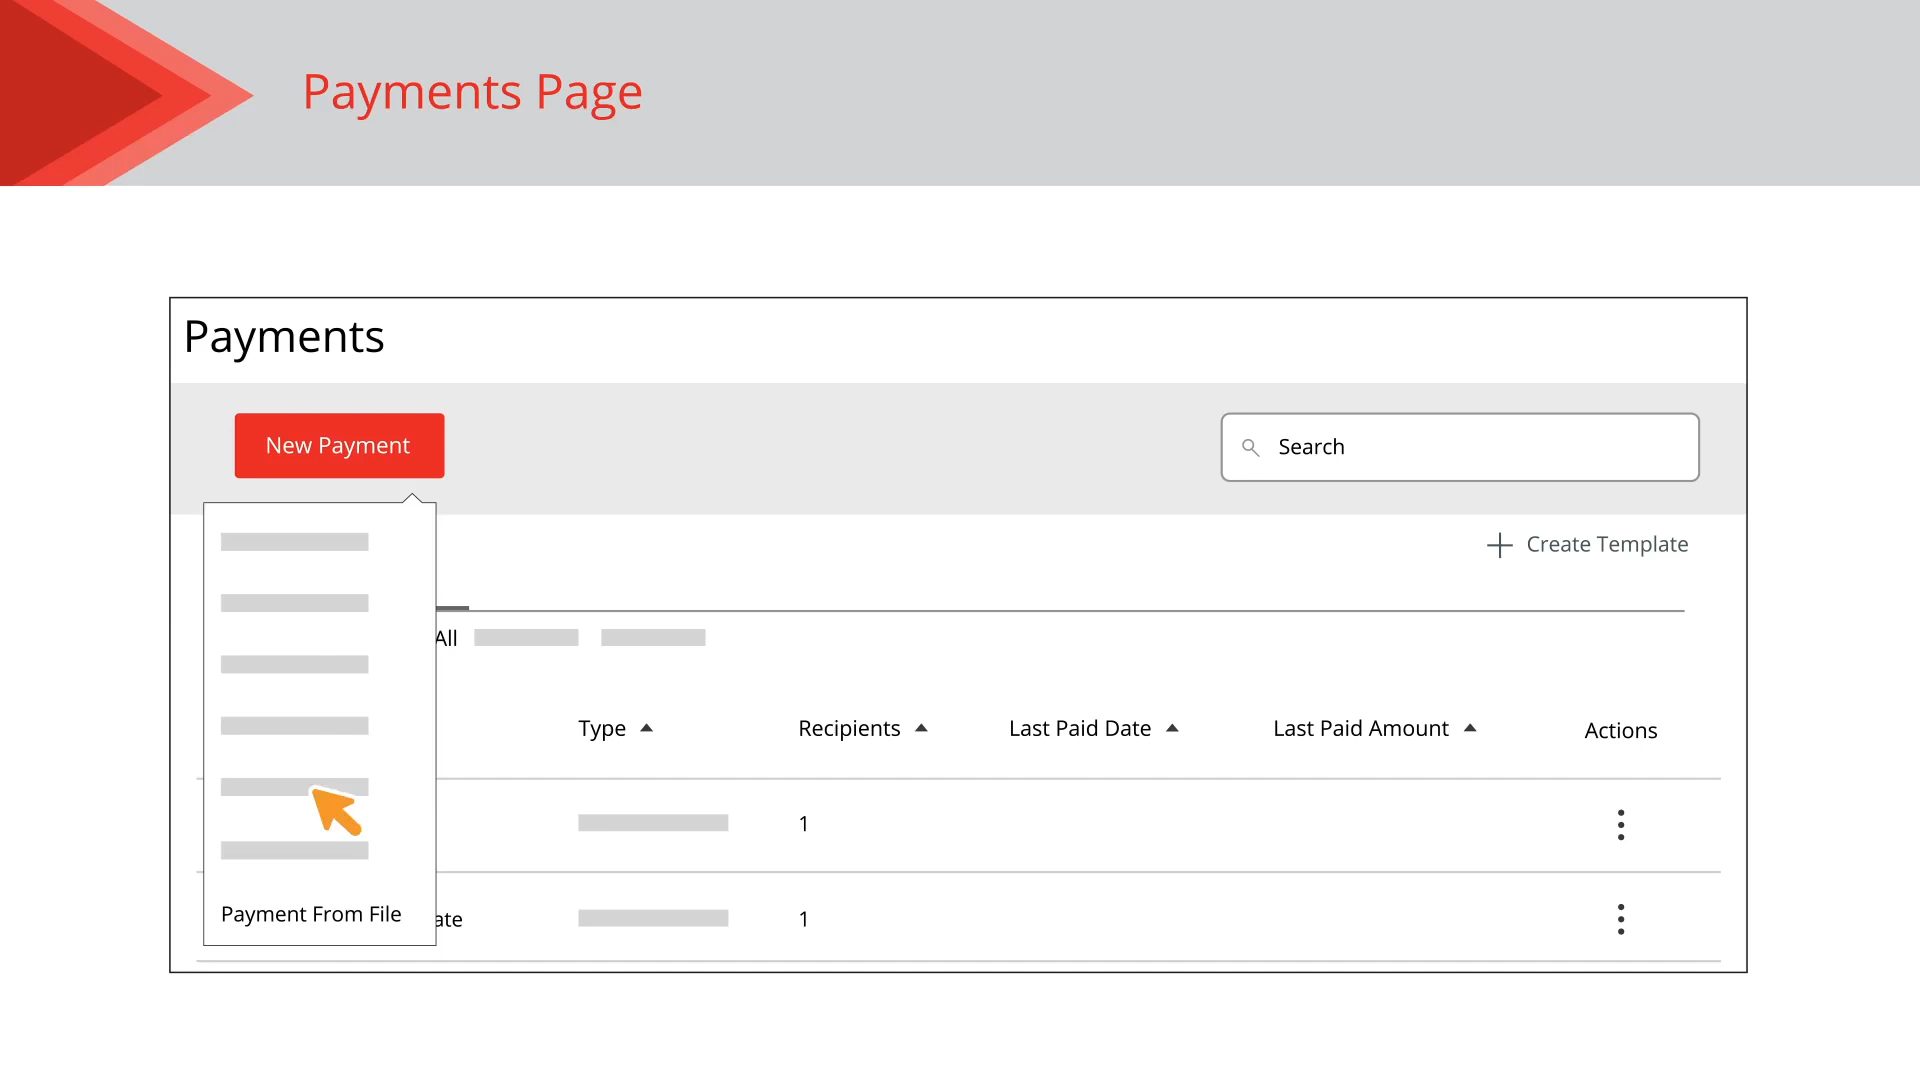 Payments Page
Payments
New Payment
Search
Create Template
All
Type Recipients Last Paid Date Last Paid Amount Actions
1
Payment From File ate 1